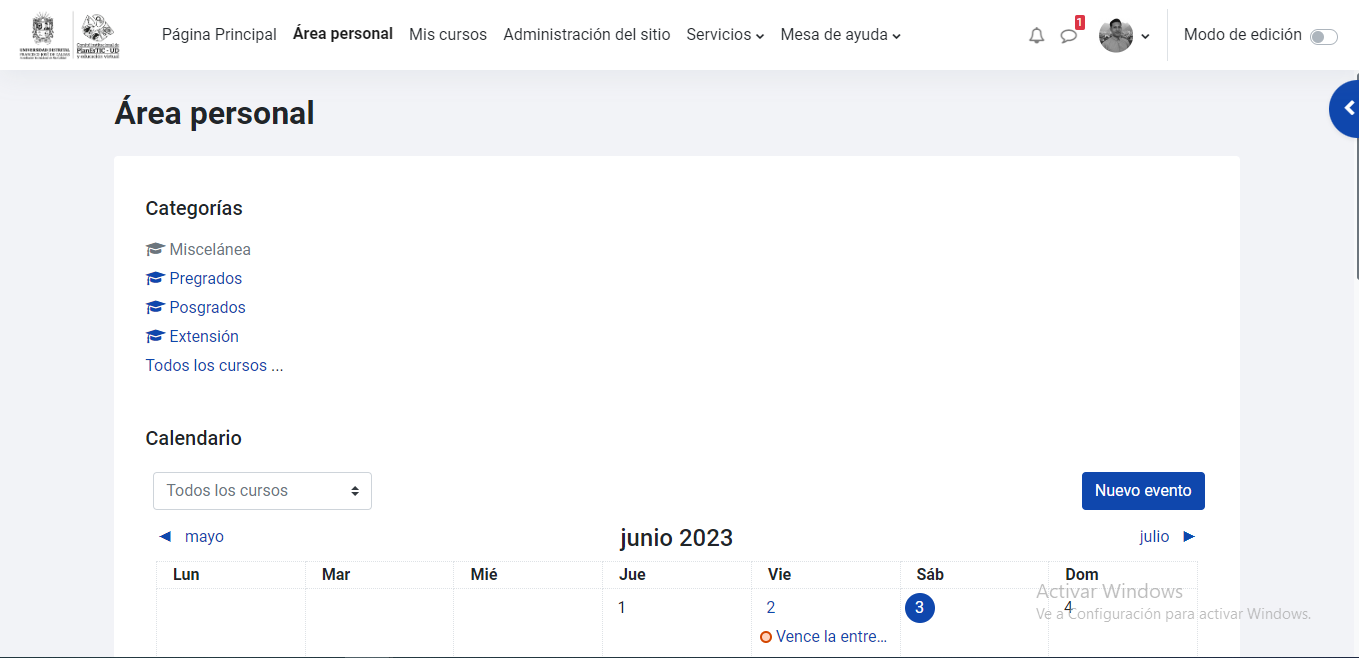 UNIVERSIDAD DISTRITAL
FRANCISCO JOSÉ DE CALDAS
PlanEsTIC - UD
y educación virtual
Página Principal Área personal Mis cursos Administración del sitio Servicios Mesa de ayuda 1 Modo de edición
Área personal
Categorías
Miscelánea
Pregrados
Posgrados
Extensión
Todos los cursos ...
Calendario
Todos los cursos Nuevo evento
mayo junio 2023 julio
Lun Mar Mié Jue Vie Sáb Dom
1 2 3 4
Vence la entre...
Activar Windows
Ve a Configuración para activar Windows.